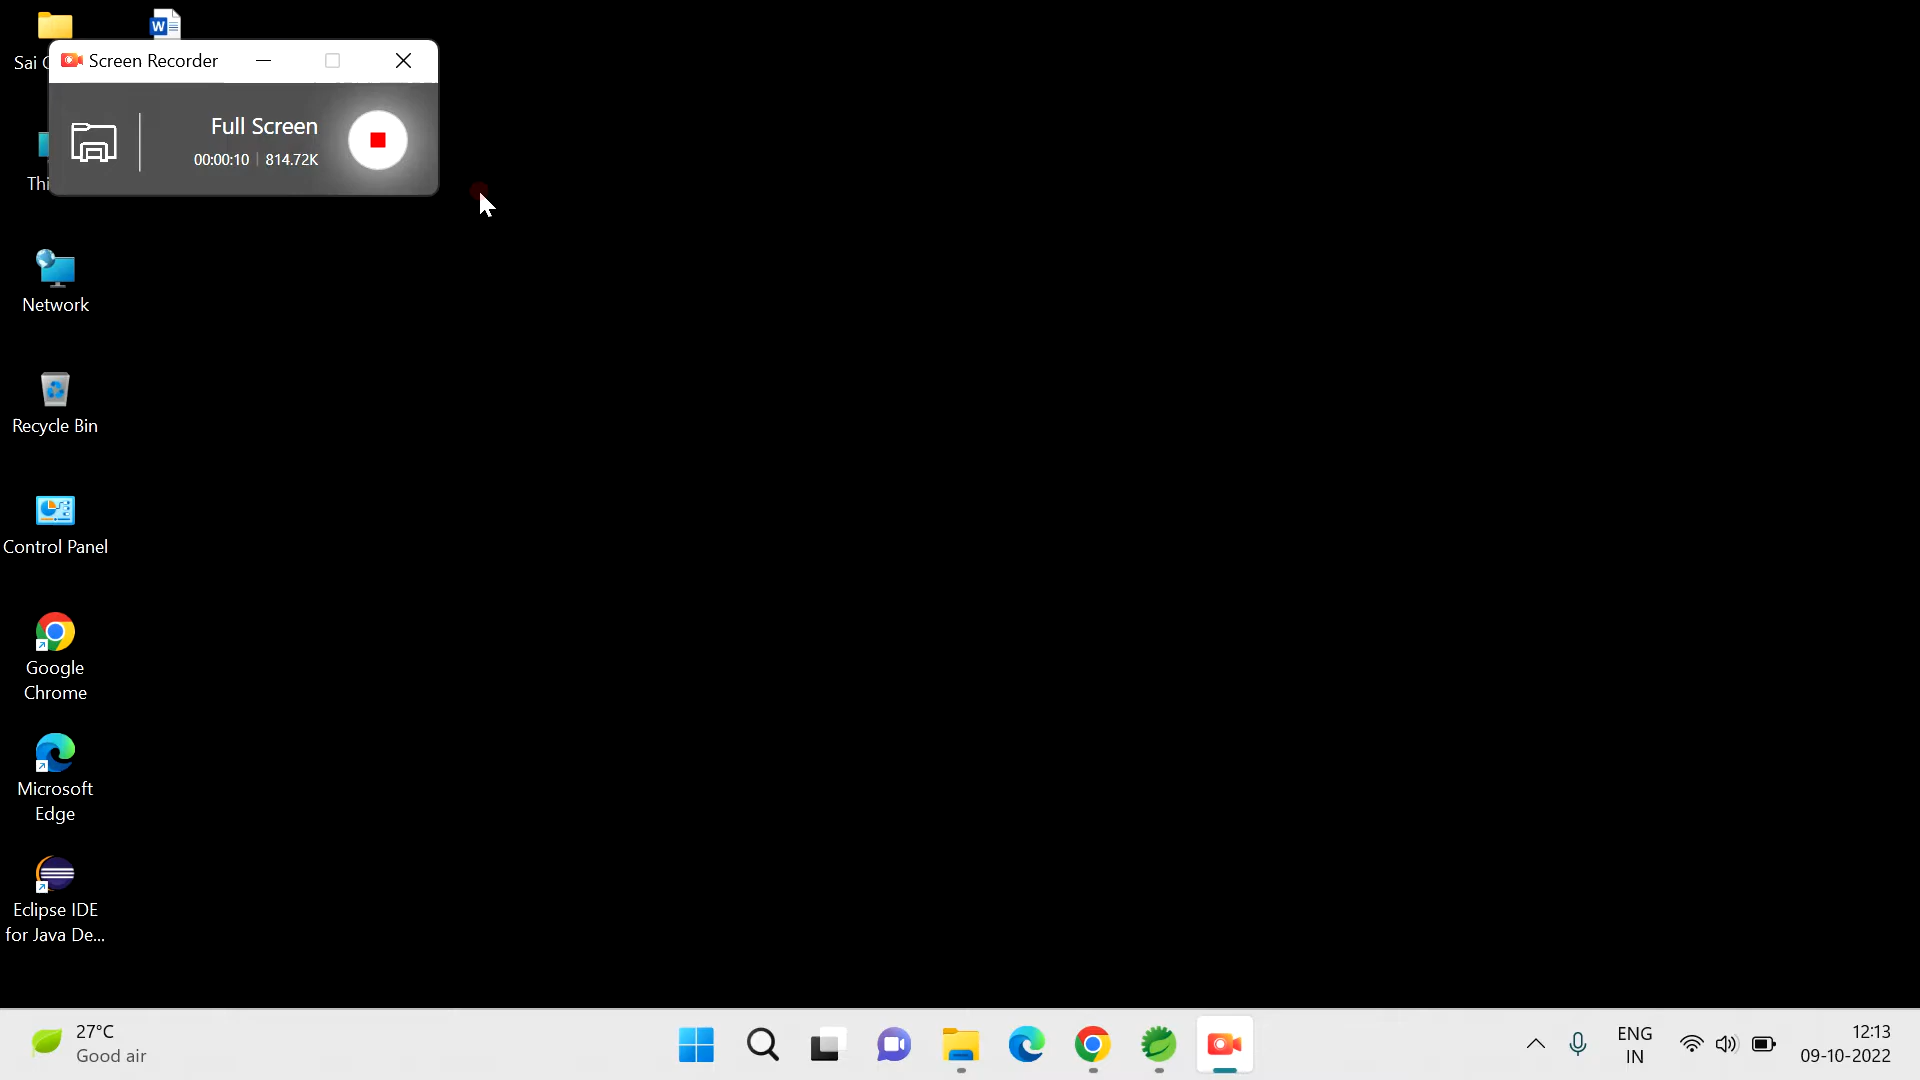 Sai
Screen Recorder
Full Screen
00:00:10 814.72K
Thi
Network
Recycle Bin
Control Panel
Google
Chrome
Microsoft
Edge
Eclipse IDE
for Java De...
27°C
Good air
ENG
IN
12:13
09-10-2022